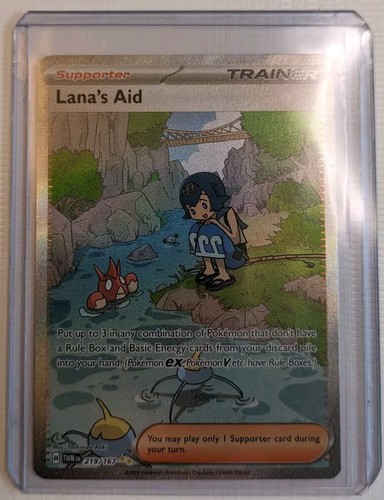 Supporter TRAINER
Lana's Aid
Put up to 3 in any combination of Pokémon that don't have
a Rule Box and Basic Energy cards from your discard pile
into your hand. (Pokémon ex, Pokémon V, etc. have Rule Boxes.)
You may play only 1 Supporter card during
your turn.
H TWM EN 219/167